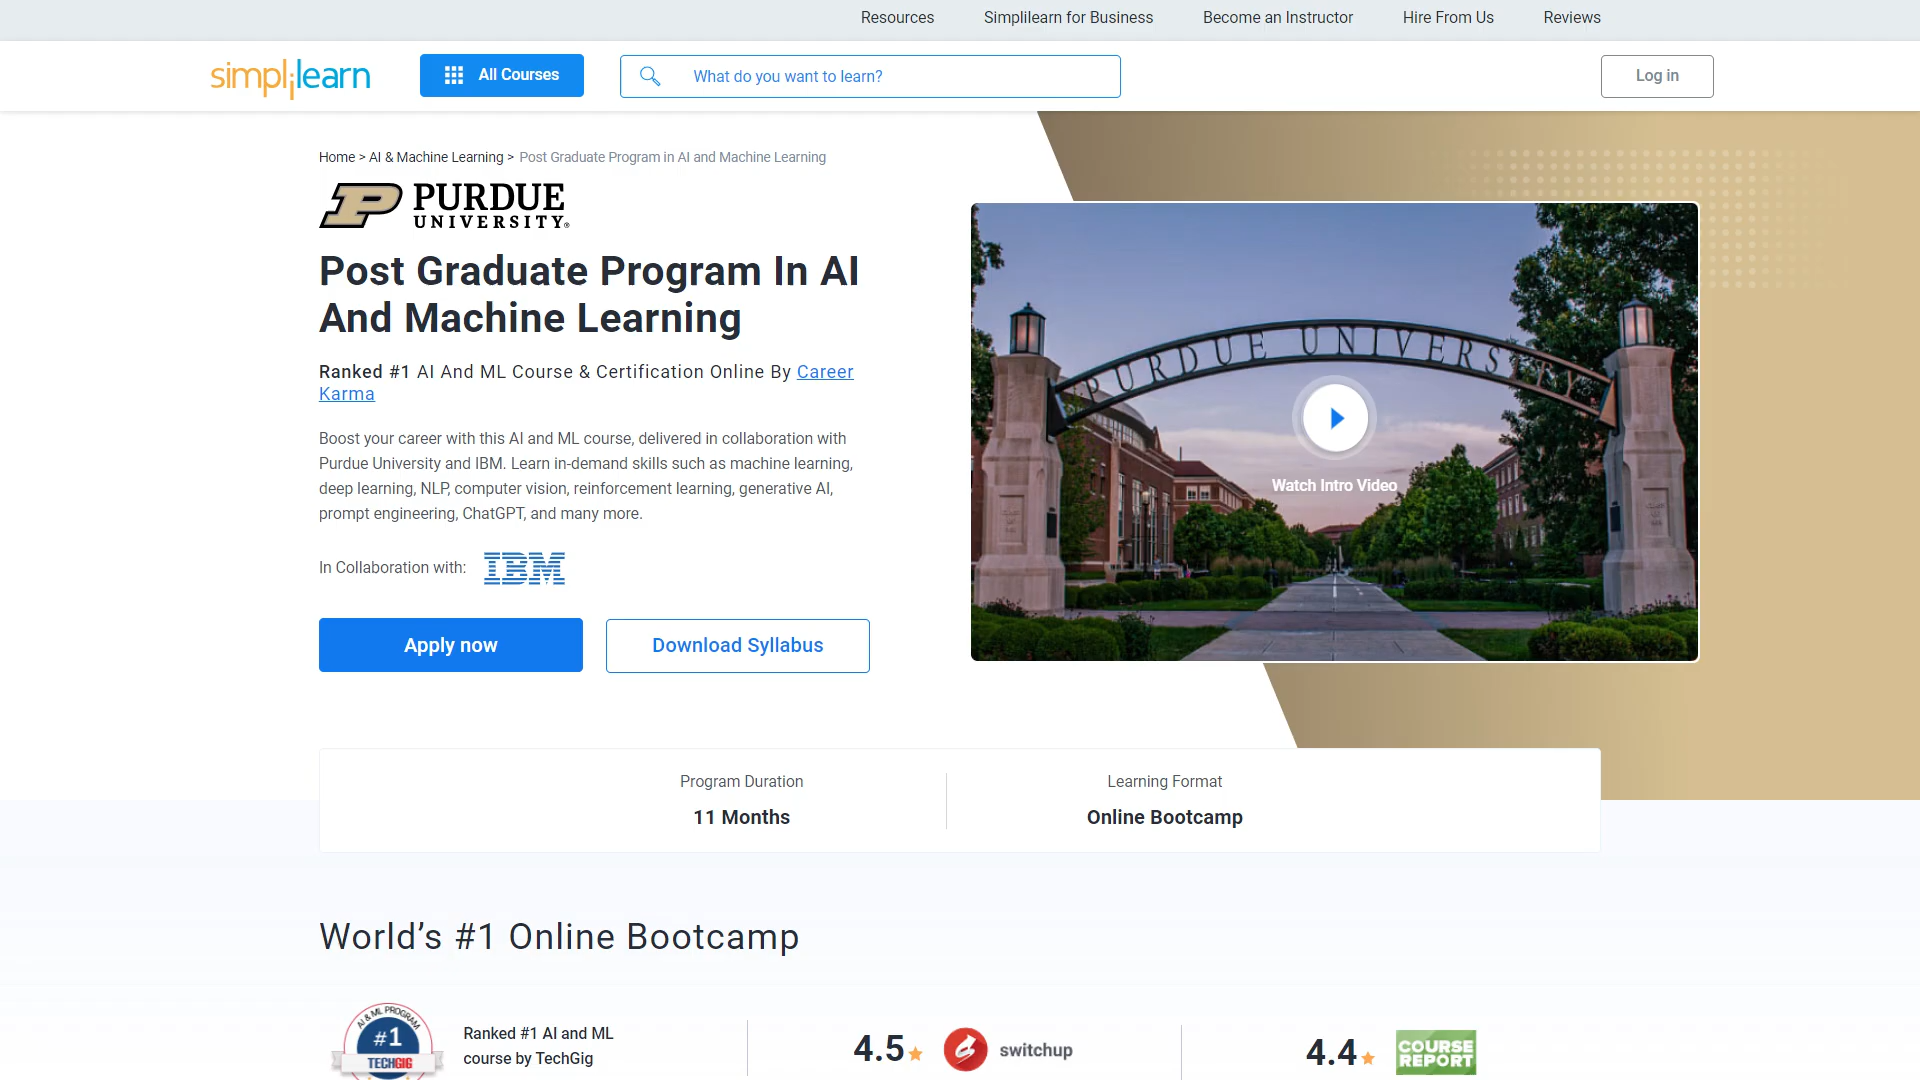 Resources Simplilearn for Business Become an Instructor Hire From Us Reviews
simplilearn All Courses What do you want to learn? Log in
Home > AI & Machine Learning > Post Graduate Program in AI and Machine Learning
PURDUE
UNIVERSITY®
Post Graduate Program In AI
And Machine Learning
Ranked #1 AI And ML Course & Certification Online By Career
Karma
Boost your career with this AI and ML course, delivered in collaboration with
Purdue University and IBM. Learn in-demand skills such as machine learning,
deep learning, NLP, computer vision, reinforcement learning, generative AI,
prompt engineering, ChatGPT, and many more.
In Collaboration with: IBM
Apply now Download Syllabus
PURDUE UNIVERSITY
Watch Intro Video
Program Duration
11 Months
Learning Format
Online Bootcamp
World’s #1 Online Bootcamp
AI & ML PROGRAM
#1
TECHGIG
Ranked #1 AI and ML
course by TechGig
4.5 switchup
4.4 COURSE
REPORT